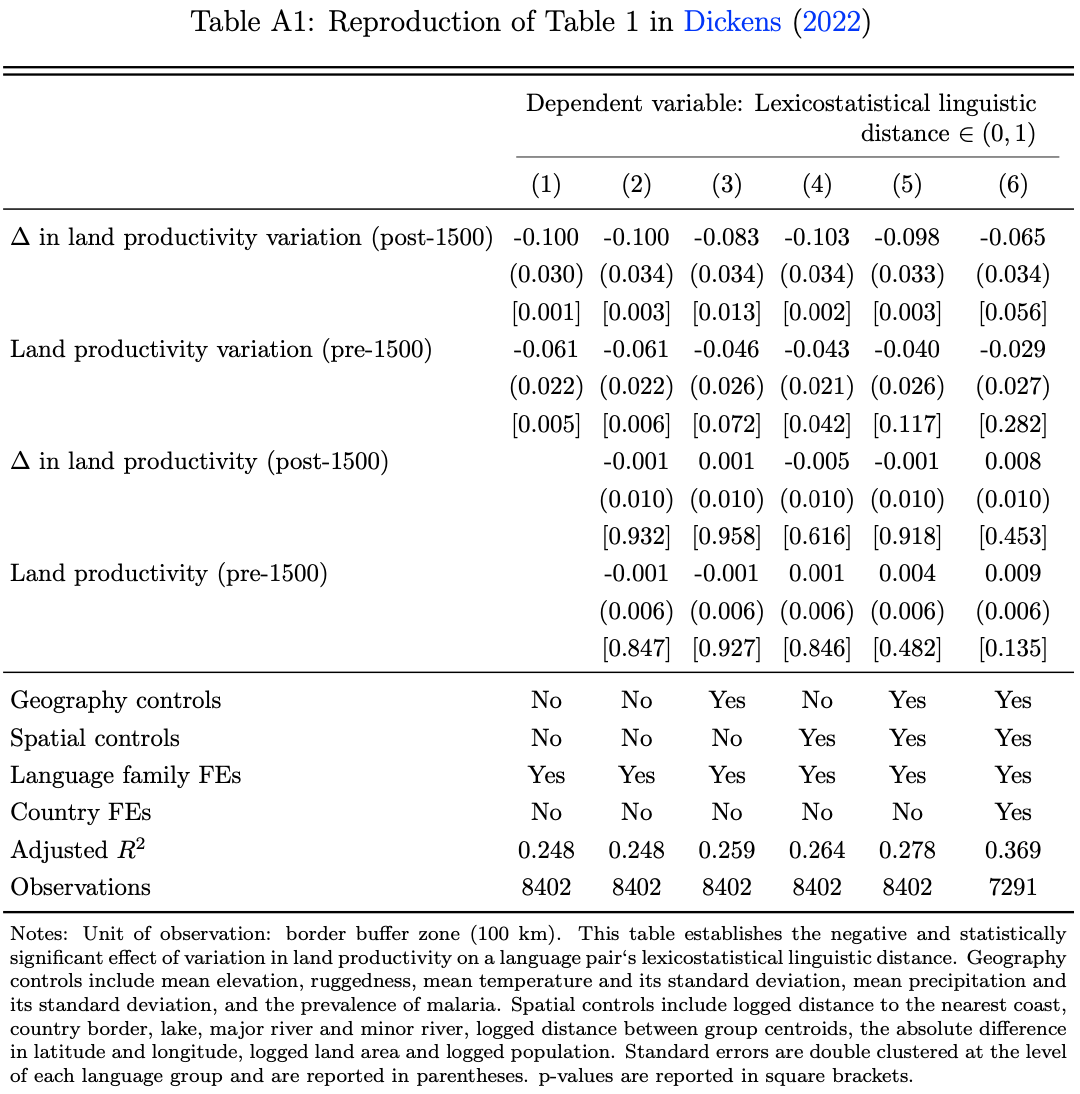 Table A1: Reproduction of Table 1 in Dickens (2022)
Dependent variable: Lexicostatistical linguistic
distance ∈ (0, 1)
(1) (2) (3) (4) (5) (6)
Δ in land productivity variation (post-1500) -0.100 -0.100 -0.083 -0.103 -0.098 -0.065
(0.030) (0.034) (0.034) (0.034) (0.033) (0.034)
[0.001] [0.003] [0.013] [0.002] [0.003] [0.056]
Land productivity variation (pre-1500) -0.061 -0.061 -0.046 -0.043 -0.040 -0.029
(0.022) (0.022) (0.026) (0.021) (0.026) (0.027)
[0.005] [0.006] [0.072] [0.042] [0.117] [0.282]
Δ in land productivity (post-1500) -0.001 0.001 -0.005 -0.001 0.008
(0.010) (0.010) (0.010) (0.010) (0.010)
[0.932] [0.958] [0.616] [0.918] [0.453]
Land productivity (pre-1500) -0.001 -0.001 0.001 0.004 0.009
(0.006) (0.006) (0.006) (0.006) (0.006)
[0.847] [0.927] [0.846] [0.482] [0.135]
Geography controls No No Yes No Yes Yes
Spatial controls No No No Yes Yes Yes
Language family FEs Yes Yes Yes Yes Yes Yes
Country FEs No No No No No Yes
Adjusted R² 0.248 0.248 0.259 0.264 0.278 0.369
Observations 8402 8402 8402 8402 8402 7291
Notes: Unit of observation: border buffer zone (100 km). This table establishes the negative and statistically
significant effect of variation in land productivity on a language pair‘s lexicostatistical linguistic distance. Geography
controls include mean elevation, ruggedness, mean temperature and its standard deviation, mean precipitation and
its standard deviation, and the prevalence of malaria. Spatial controls include logged distance to the nearest coast,
country border, lake, major river and minor river, logged distance between group centroids, the absolute difference
in latitude and longitude, logged land area and logged population. Standard errors are double clustered at the level
of each language group and are reported in parentheses. p-values are reported in square brackets.